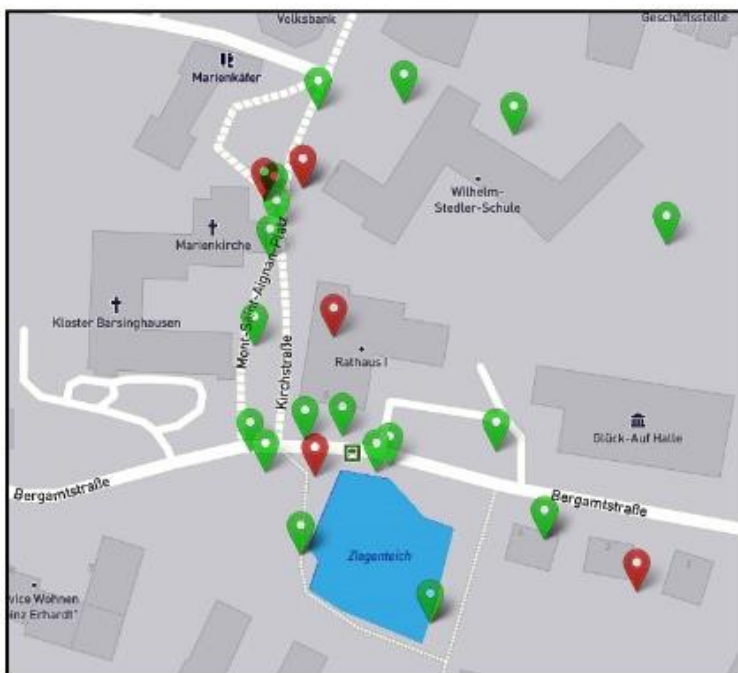 Volksbank
Geschäftsstelle
Marienkäfer
Wilhelm-
Stedler-Schule
Marienkirche
Mont-Saint-Aignan-Platz
Kloster Barsinghausen
Kirchstraße
Rathaus I
Glück-Auf Halle
Bergamtstraße
Bergamtstraße
Ziegenteich
vice Wohnen
inz Erhardt"